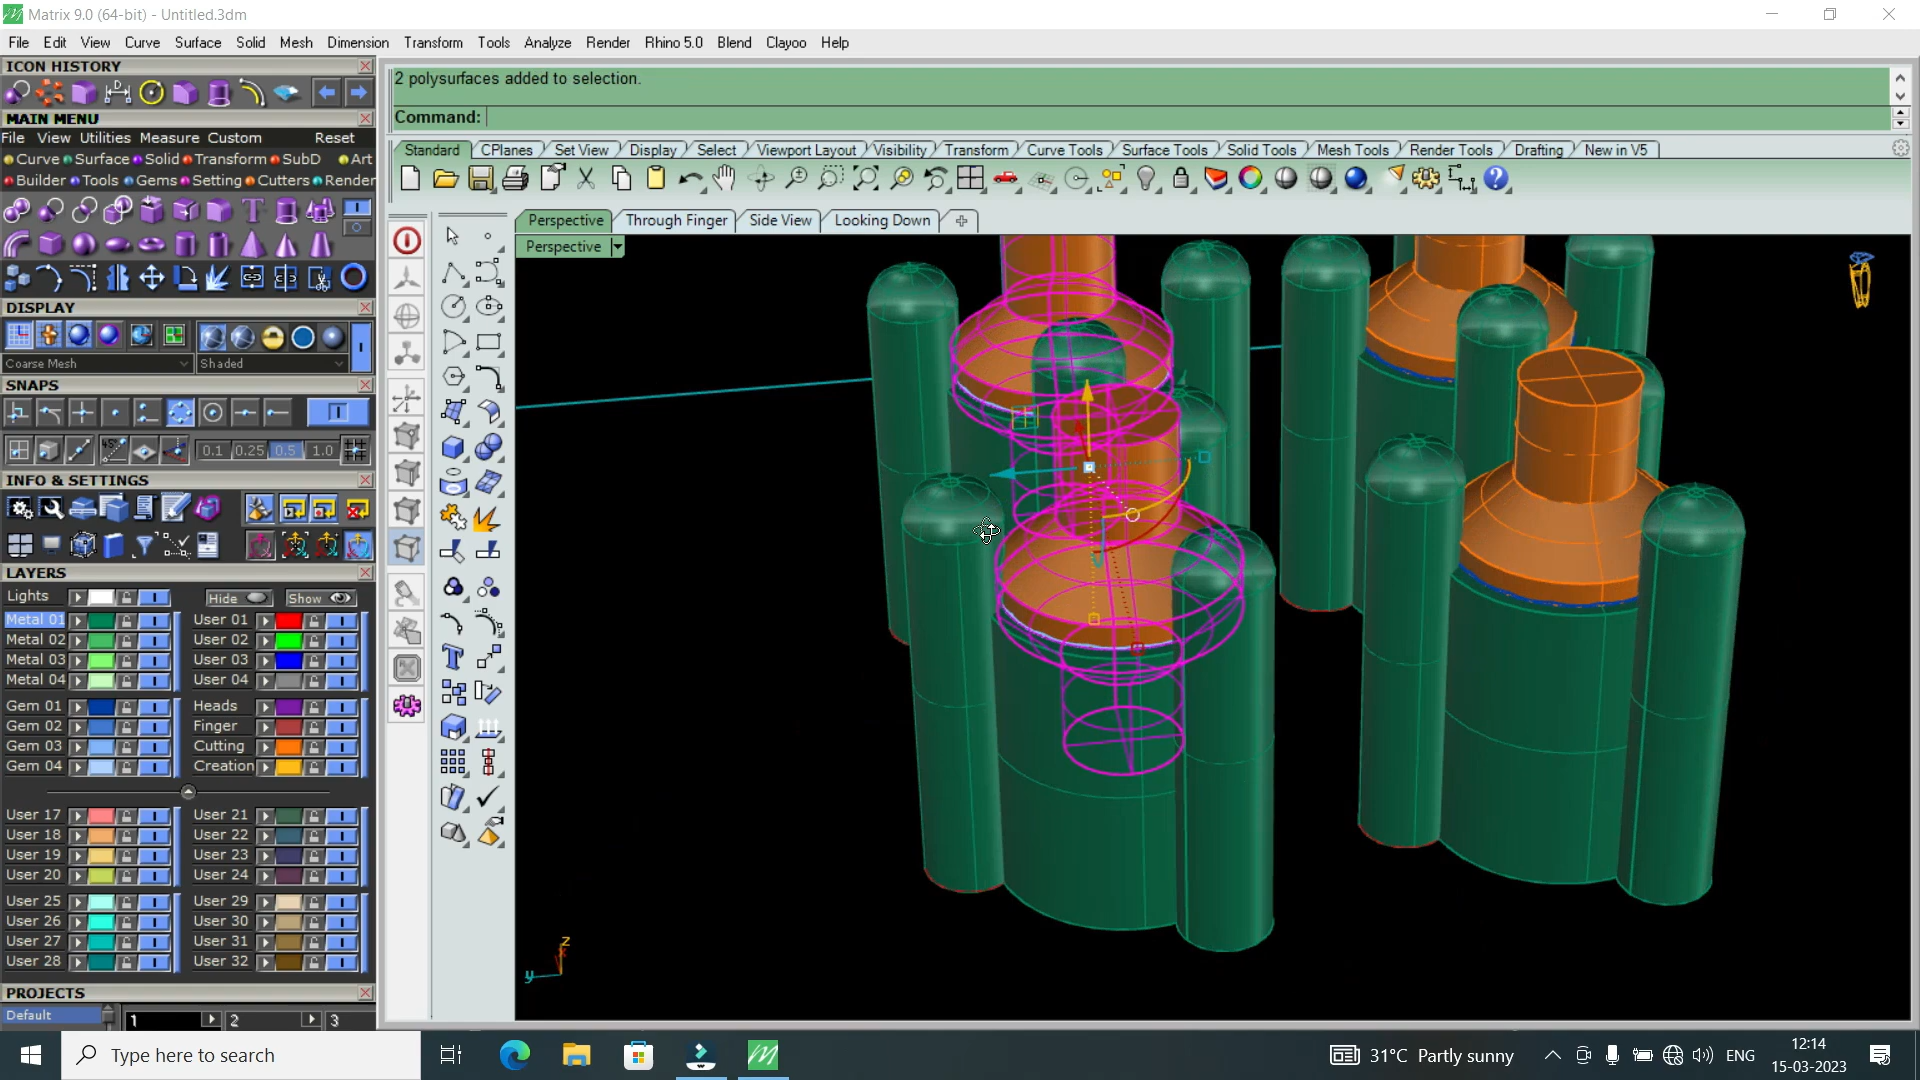 Matrix 9.0 (64-bit) - Untitled.3dm
File Edit View Curve Surface Solid Mesh Dimension Transform Tools Analyze Render Rhino 5.0 Blend Clayoo Help
ICON HISTORY
2 polysurfaces added to selection.
Command:
MAIN MENU
File View Utilities Measure Custom Reset
Curve Surface Solid Transform SubD Art
Builder Tools Gems Setting Cutters Render
Standard CPlanes Set View Display Select Viewport Layout Visibility Transform Curve Tools Surface Tools Solid Tools Mesh Tools Render Tools Drafting New in V5
Perspective Through Finger Side View Looking Down
Perspective
DISPLAY
Coarse Mesh Shaded
SNAPS
0.1 0.25 0.5 1.0
INFO & SETTINGS
LAYERS
Lights Hide Show
Metal 01 User 01
Metal 02 User 02
Metal 03 User 03
Metal 04 User 04
Gem 01 Heads
Gem 02 Finger
Gem 03 Cutting
Gem 04 Creation
User 17 User 21
User 18 User 22
User 19 User 23
User 20 User 24
User 25 User 29
User 26 User 30
User 27 User 31
User 28 User 32
z
x
y
PROJECTS
Default 1 2 3
Type here to search
31°C Partly sunny
ENG
12:14
15-03-2023